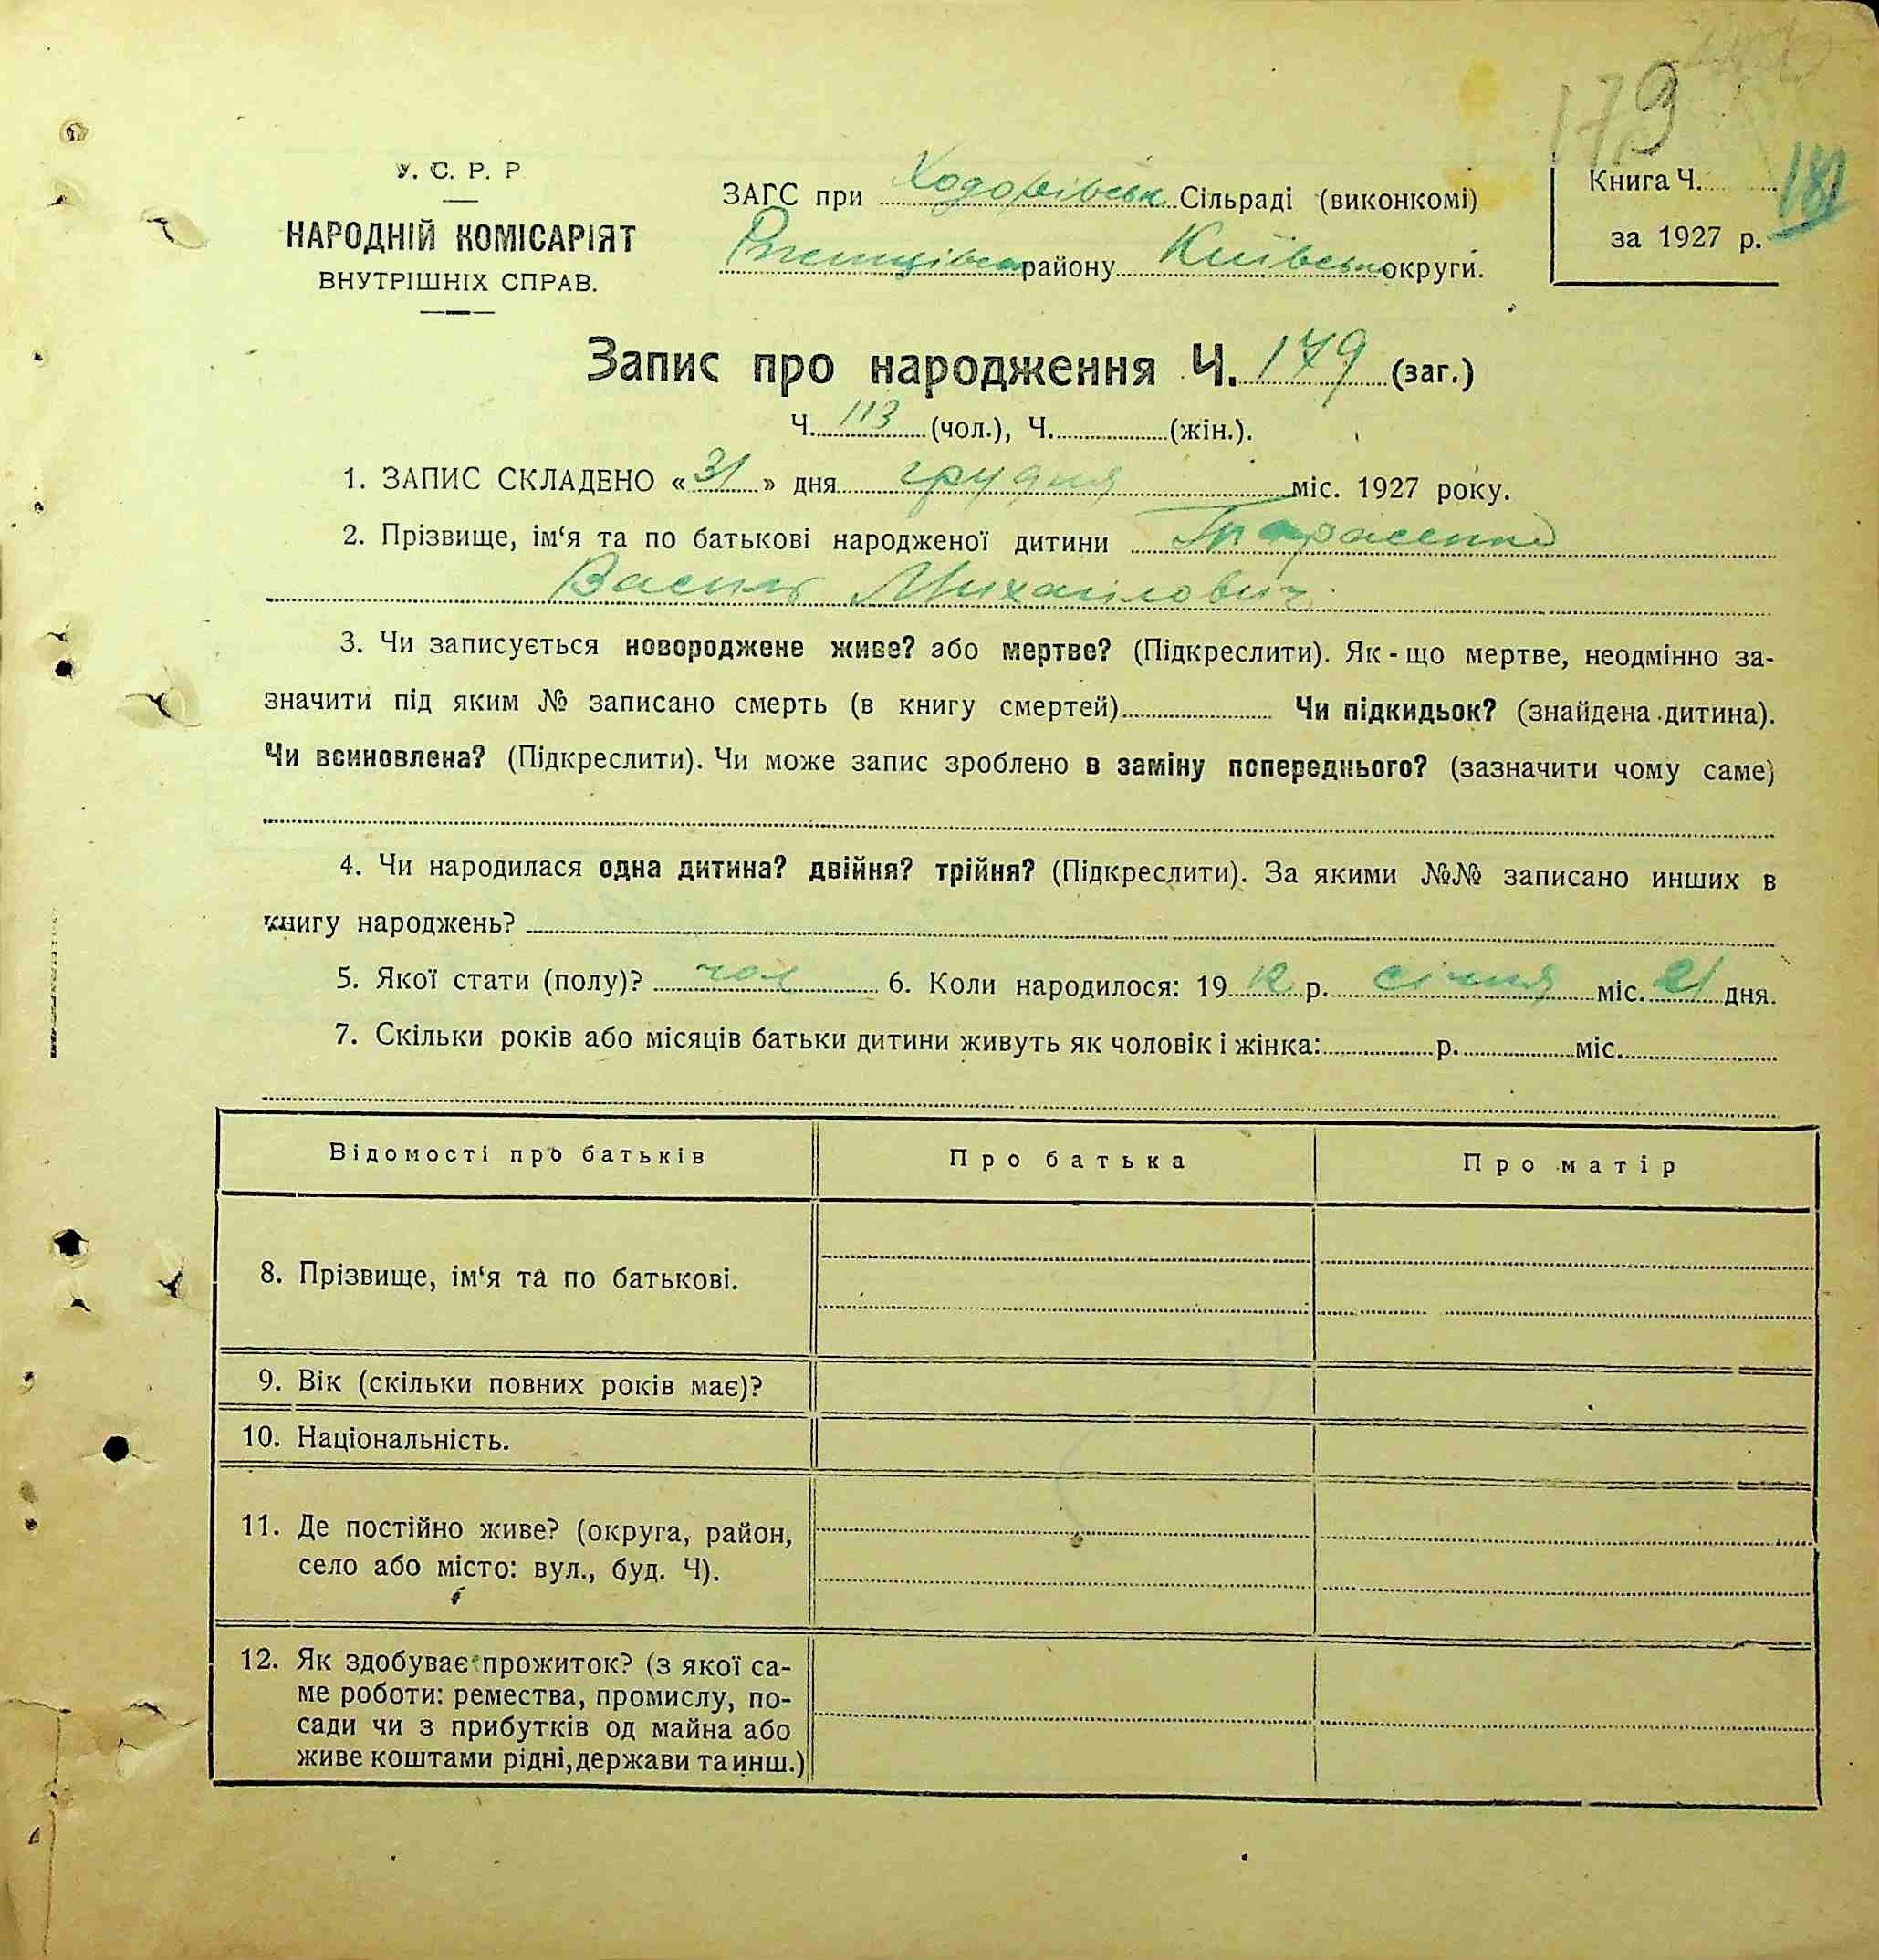 179
У. С. Р. Р
НАРОДНІЙ КОМІСАРІЯТ
ВНУТРІШНІХ СПРАВ.
ЗАГС при Ходорівськ Сільраді (виконкомі)
району Київськ округи.
Книга Ч. 181
за 1927 р.
Запис про народження Ч. 179 (заг.)
Ч. 113 (чол.), Ч. (жін.).
1. ЗАПИС СКЛАДЕНО « 31 » дня грудня міс. 1927 року.
2. Прізвище, ім‘я та по батькові народженої дитини Тарасенко
Василь Михайлович
3. Чи записується новороджене живе? або мертве? (Підкреслити). Як - що мертве, неодмінно за-
значити під яким № записано смерть (в книгу смертей) Чи підкидьок? (знайдена дитина).
Чи всиновлена? (Підкреслити). Чи може запис зроблено в заміну попереднього? (зазначити чому саме)
4. Чи народилася одна дитина? двійня? трійня? (Підкреслити). За якими №№ записано инших в
книгу народжень?
5. Якої стати (полу)? чол 6. Коли народилося: 19 12 р. січня міс. 21 дня.
7. Скільки років або місяців батьки дитини живуть як чоловік і жінка: р. міс.
Відомості про батьків Про батька Про матір
8. Прізвище, ім‘я та по батькові.
9. Вік (скільки повних років має)?
10. Національність.
11. Де постійно живе? (округа, район,
село або місто: вул., буд. Ч).
12. Як здобуває прожиток? (з якої са-
ме роботи: ремества, промислу, по-
сади чи з прибутків од майна або
живе коштами рідні, держави та инш.)